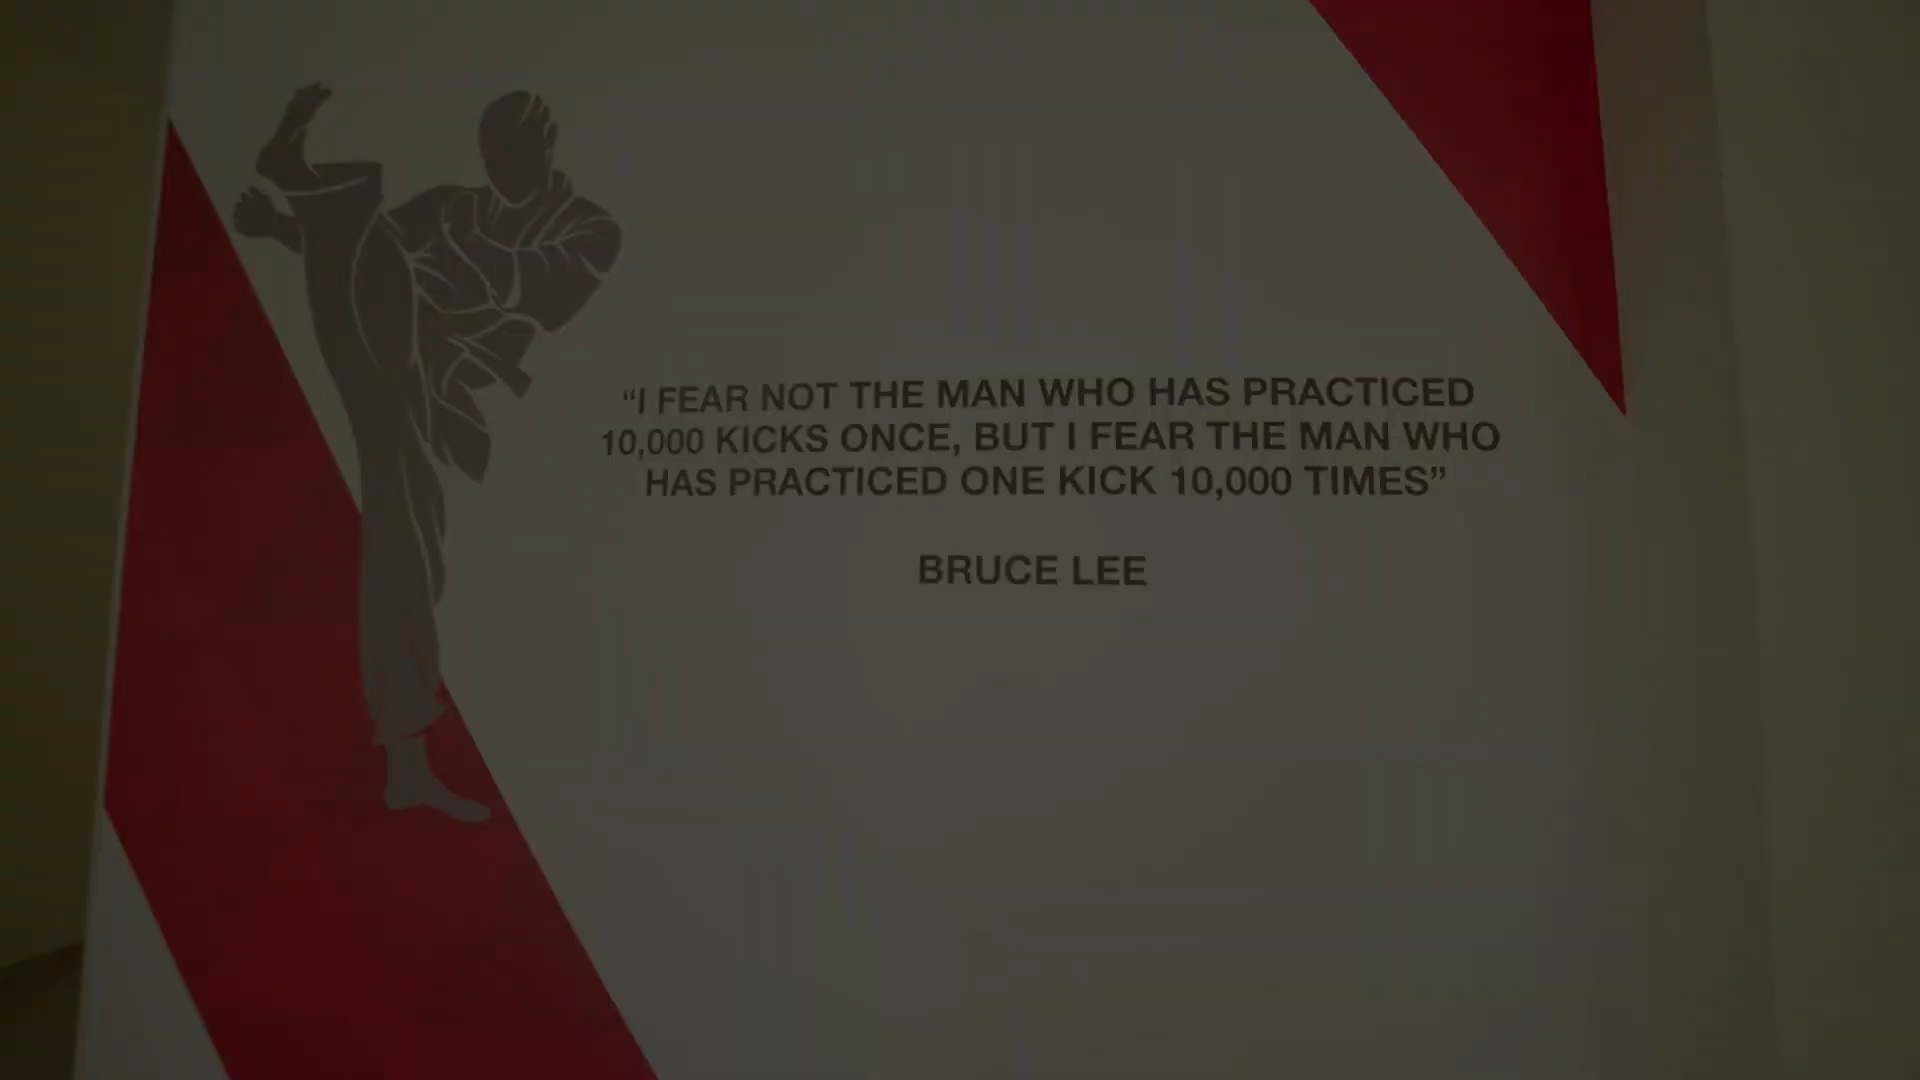 “I FEAR NOT THE MAN WHO HAS PRACTICED
10,000 KICKS ONCE, BUT I FEAR THE MAN WHO
HAS PRACTICED ONE KICK 10,000 TIMES”
BRUCE LEE